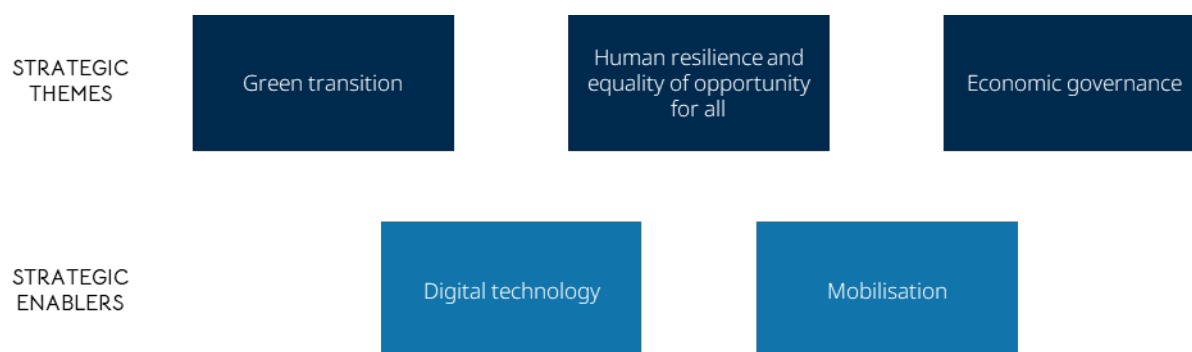 STRATEGIC
THEMES
Green transition
Human resilience and
equality of opportunity
for all
Economic governance
STRATEGIC
ENABLERS
Digital technology
Mobilisation